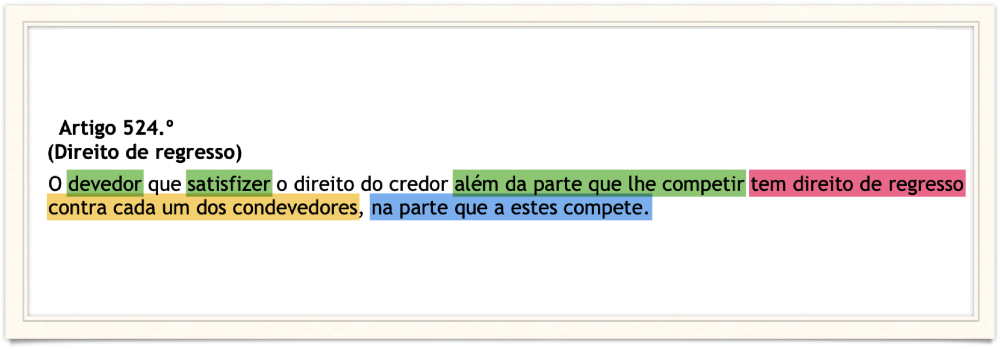 Artigo 524.º
(Direito de regresso)
O devedor que satisfizer o direito do credor além da parte que lhe competir tem direito de regresso
contra cada um dos condevedores, na parte que a estes compete.